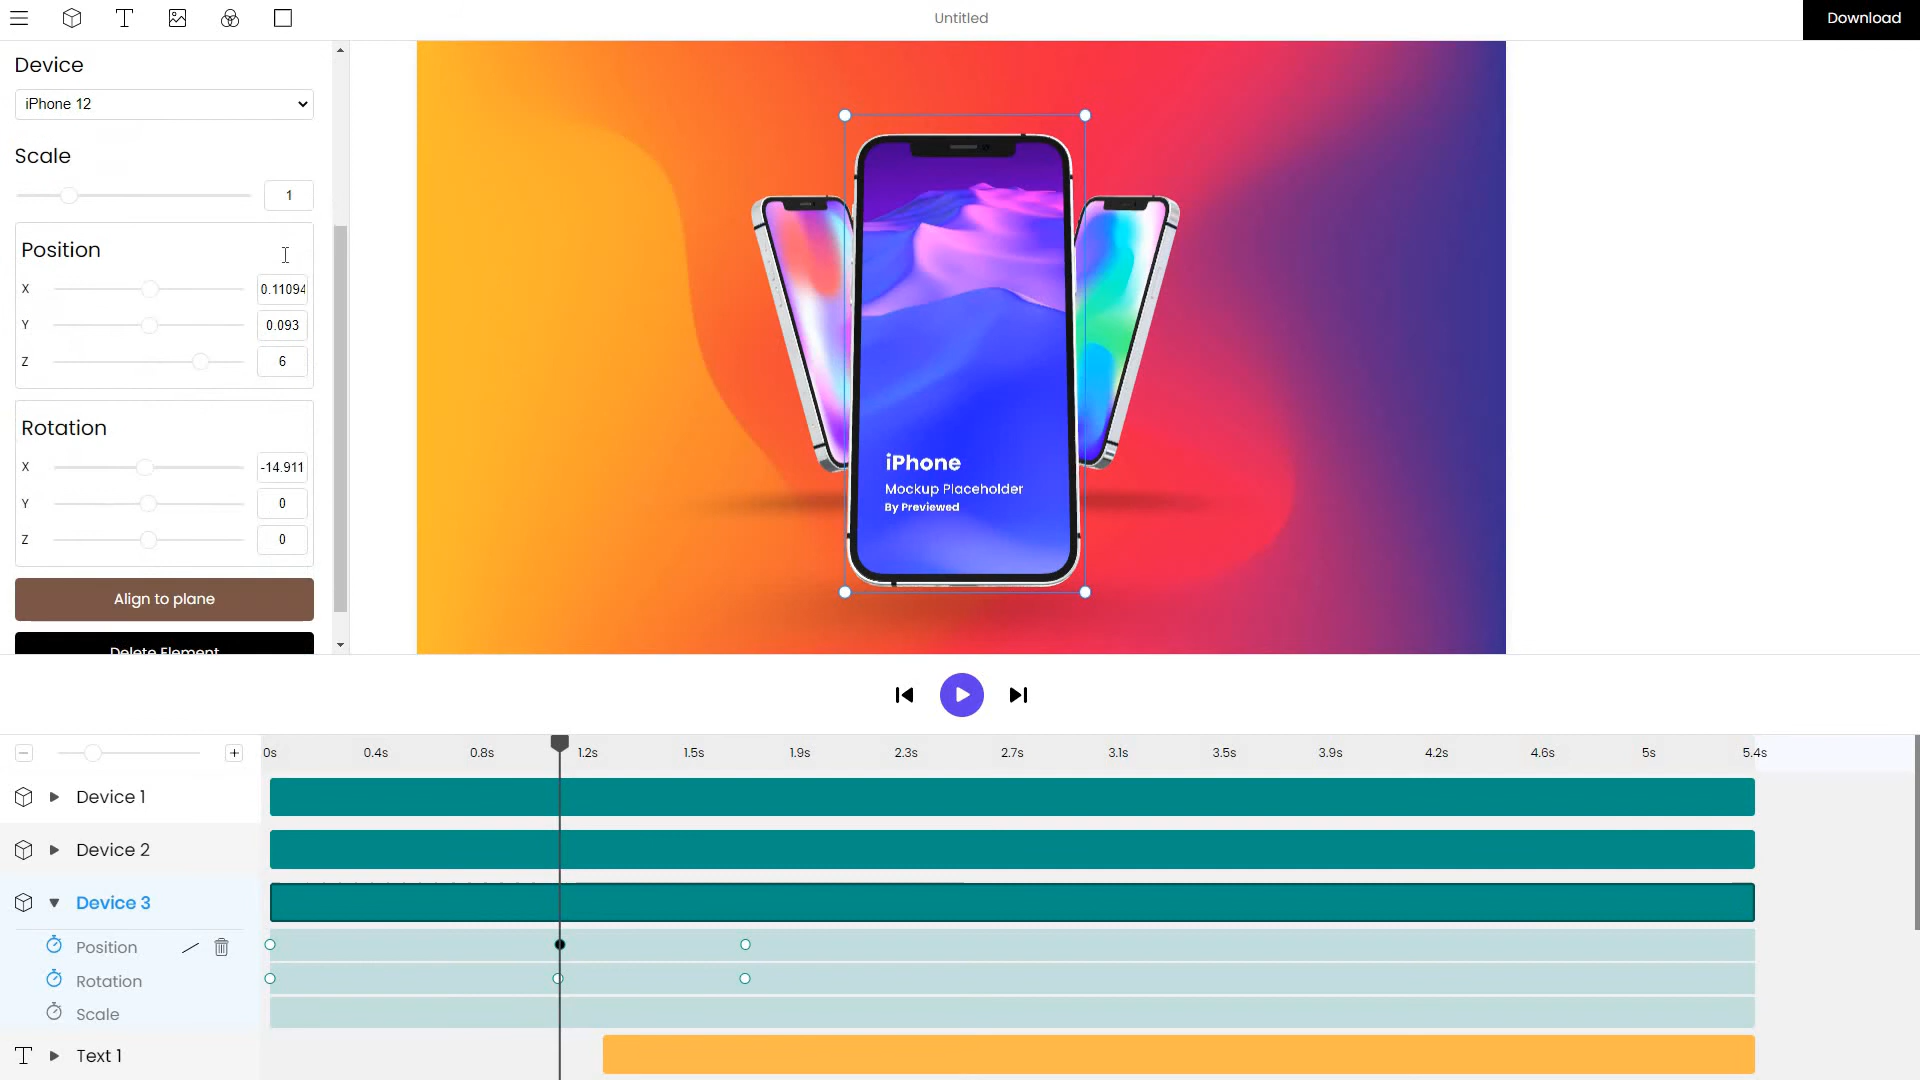 Untitled
Download
Device
iPhone 12
Scale
1
Position
X
0.11094
Y
0.093
Z
6
Rotation
X
-14.911
Y
0
Z
0
Align to plane
Delete Element
iPhone
Mockup Placeholder
By Previewed
0s 0.4s 0.8s 1.2s 1.5s 1.9s 2.3s 2.7s 3.1s 3.5s 3.9s 4.2s 4.6s 5s 5.4s
Device 1
Device 2
Device 3
Position
Rotation
Scale
Text 1